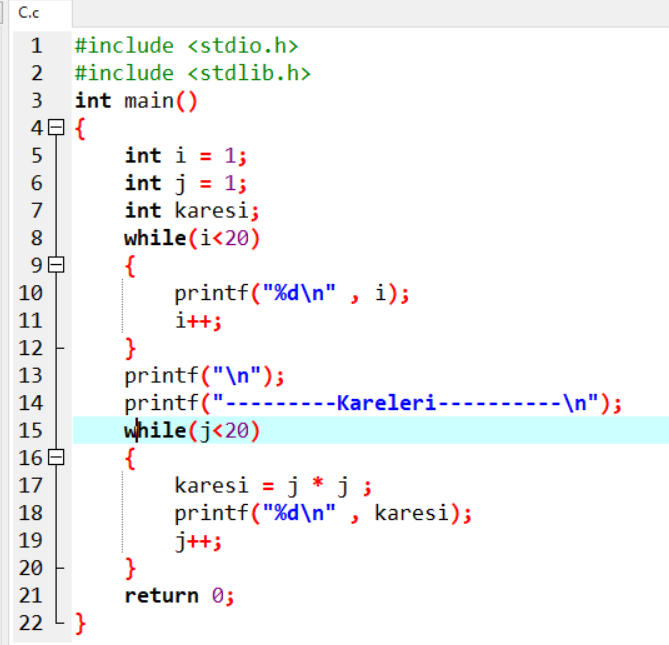 C.c
1 #include <stdio.h>
2 #include <stdlib.h>
3 int main()
4 {
5 int i = 1;
6 int j = 1;
7 int karesi;
8 while(i<20)
9 {
10 printf("%d\n" , i);
11 i++;
12 }
13 printf("\n");
14 printf("---------Kareleri----------\n");
15 while(j<20)
16 {
17 karesi = j * j ;
18 printf("%d\n" , karesi);
19 j++;
20 }
21 return 0;
22 }